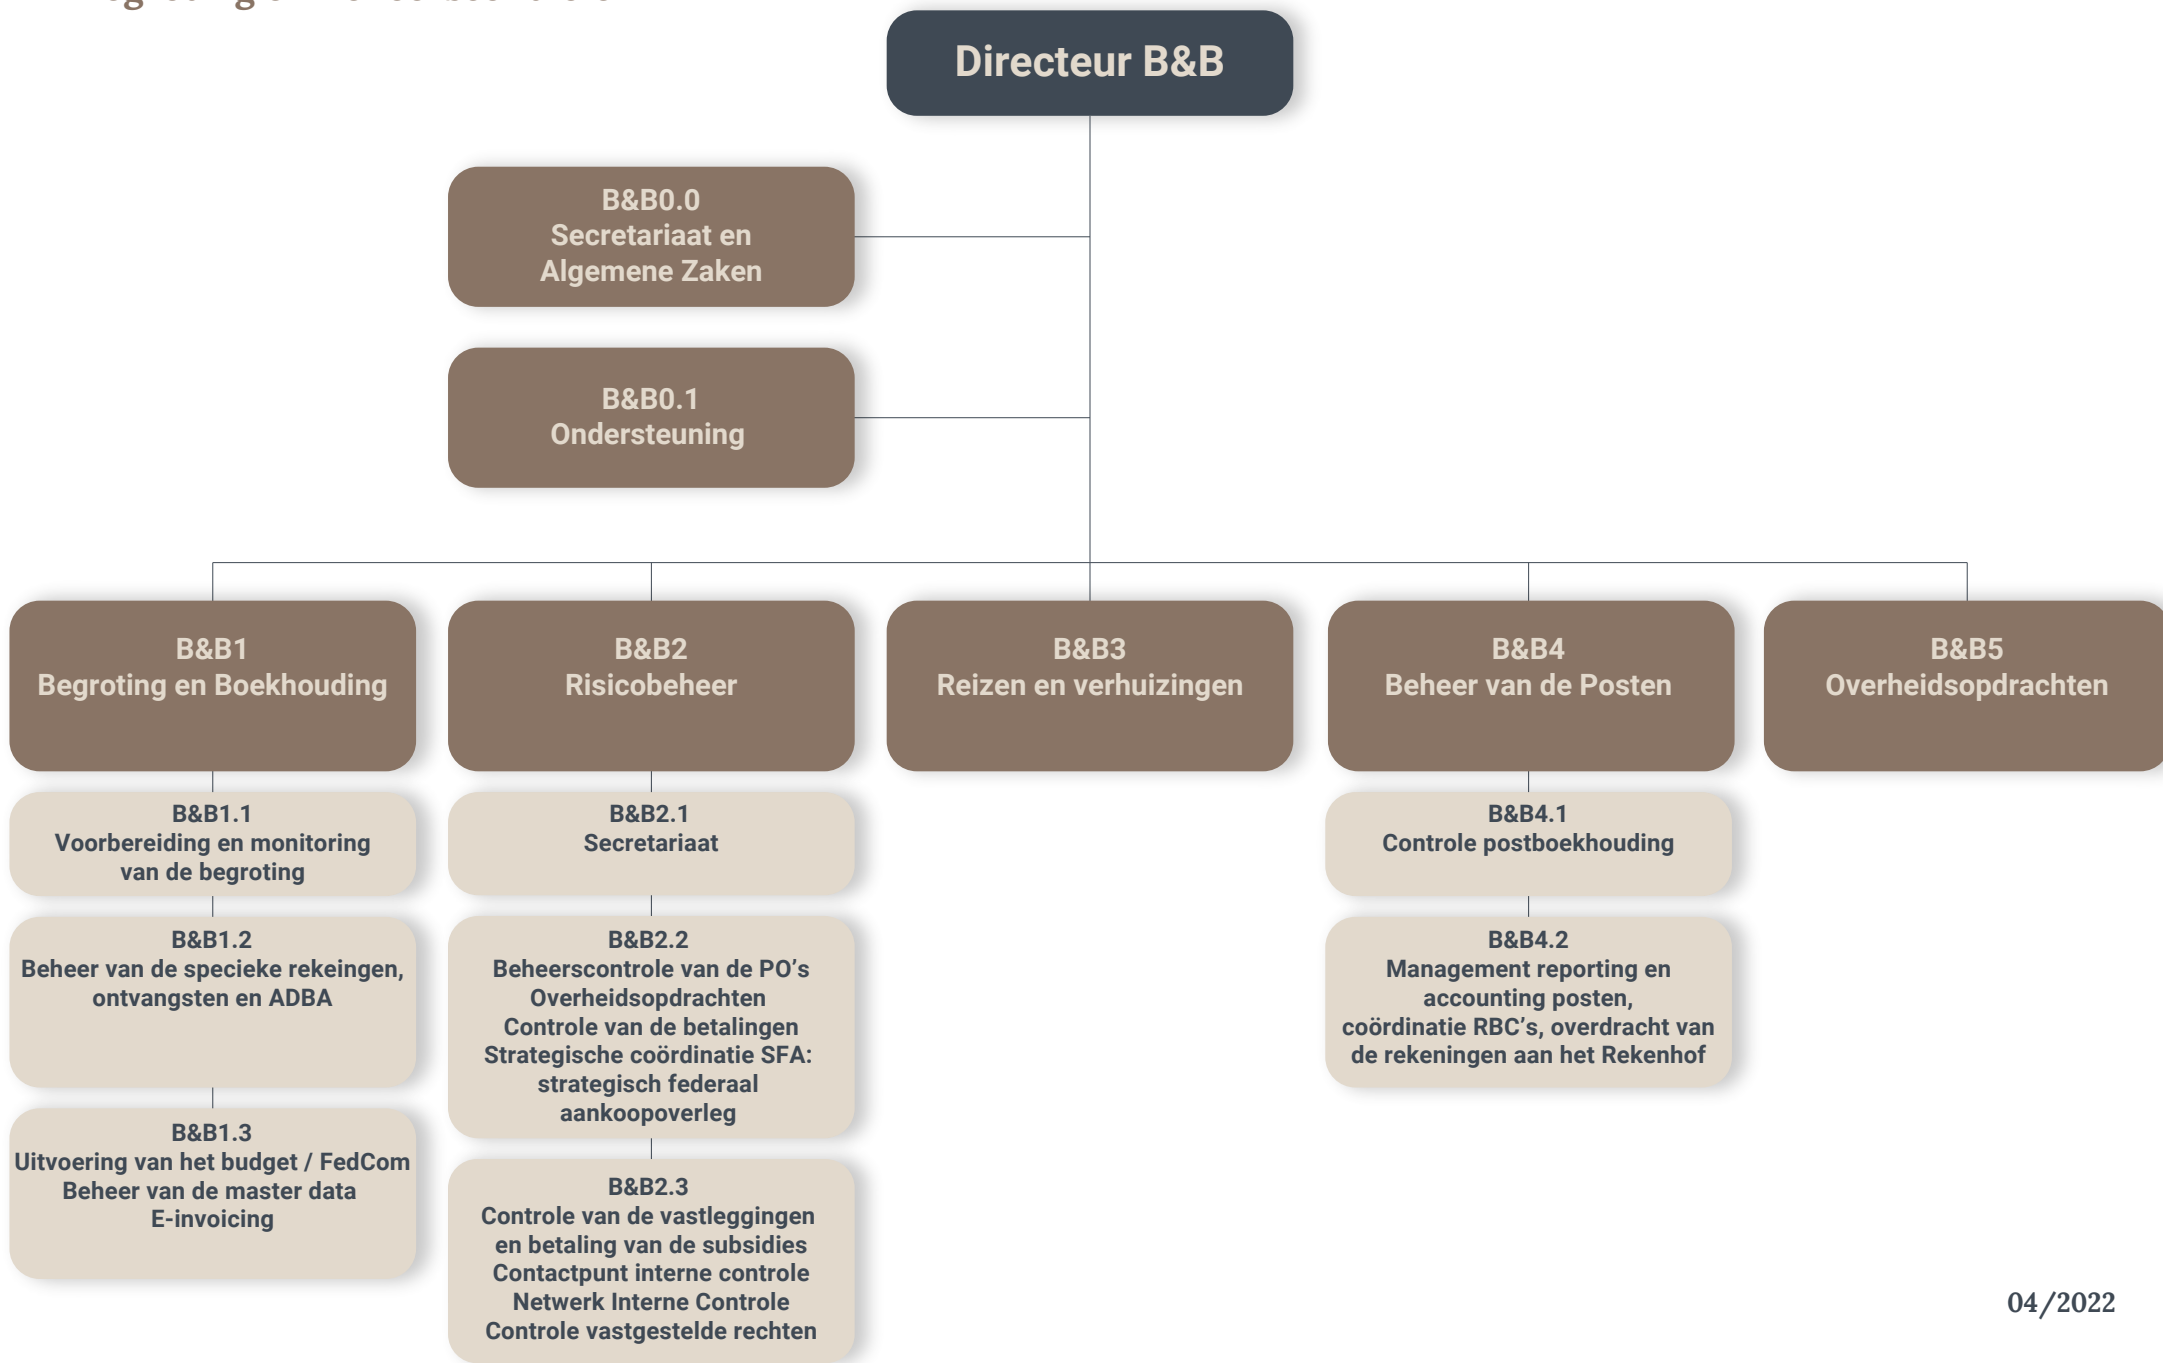 Directeur B&B
B&B0.0
Secretariaat en
Algemene Zaken
B&B0.1
Ondersteuning
B&B1
Begroting en Boekhouding
B&B2
Risicobeheer
B&B3
Reizen en verhuizingen
B&B4
Beheer van de Posten
B&B5
Overheidsopdrachten
B&B1.1
Voorbereiding en monitoring
van de begroting
B&B1.2
Beheer van de specieke rekeingen,
ontvangsten en ADBA
B&B1.3
Uitvoering van het budget / FedCom
Beheer van de master data
E-invoicing
B&B2.1
Secretariaat
B&B2.2
Beheerscontrole van de PO’s
Overheidsopdrachten
Controle van de betalingen
Strategische coördinatie SFA:
strategisch federaal
aankoopoverleg
B&B2.3
Controle van de vastleggingen
en betaling van de subsidies
Contactpunt interne controle
Netwerk Interne Controle
Controle vastgestelde rechten
B&B4.1
Controle postboekhouding
B&B4.2
Management reporting en
accounting posten,
coördinatie RBC’s, overdracht van
de rekeningen aan het Rekenhof
04/2022